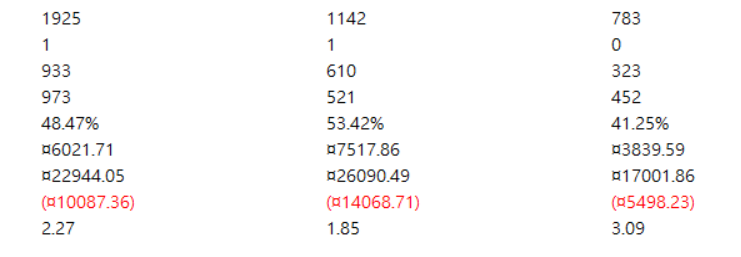 1925 1142 783
1 1 0
933 610 323
973 521 452
48.47% 53.42% 41.25%
¤6021.71 ¤7517.86 ¤3839.59
¤22944.05 ¤26090.49 ¤17001.86
(¤10087.36) (¤14068.71) (¤5498.23)
2.27 1.85 3.09